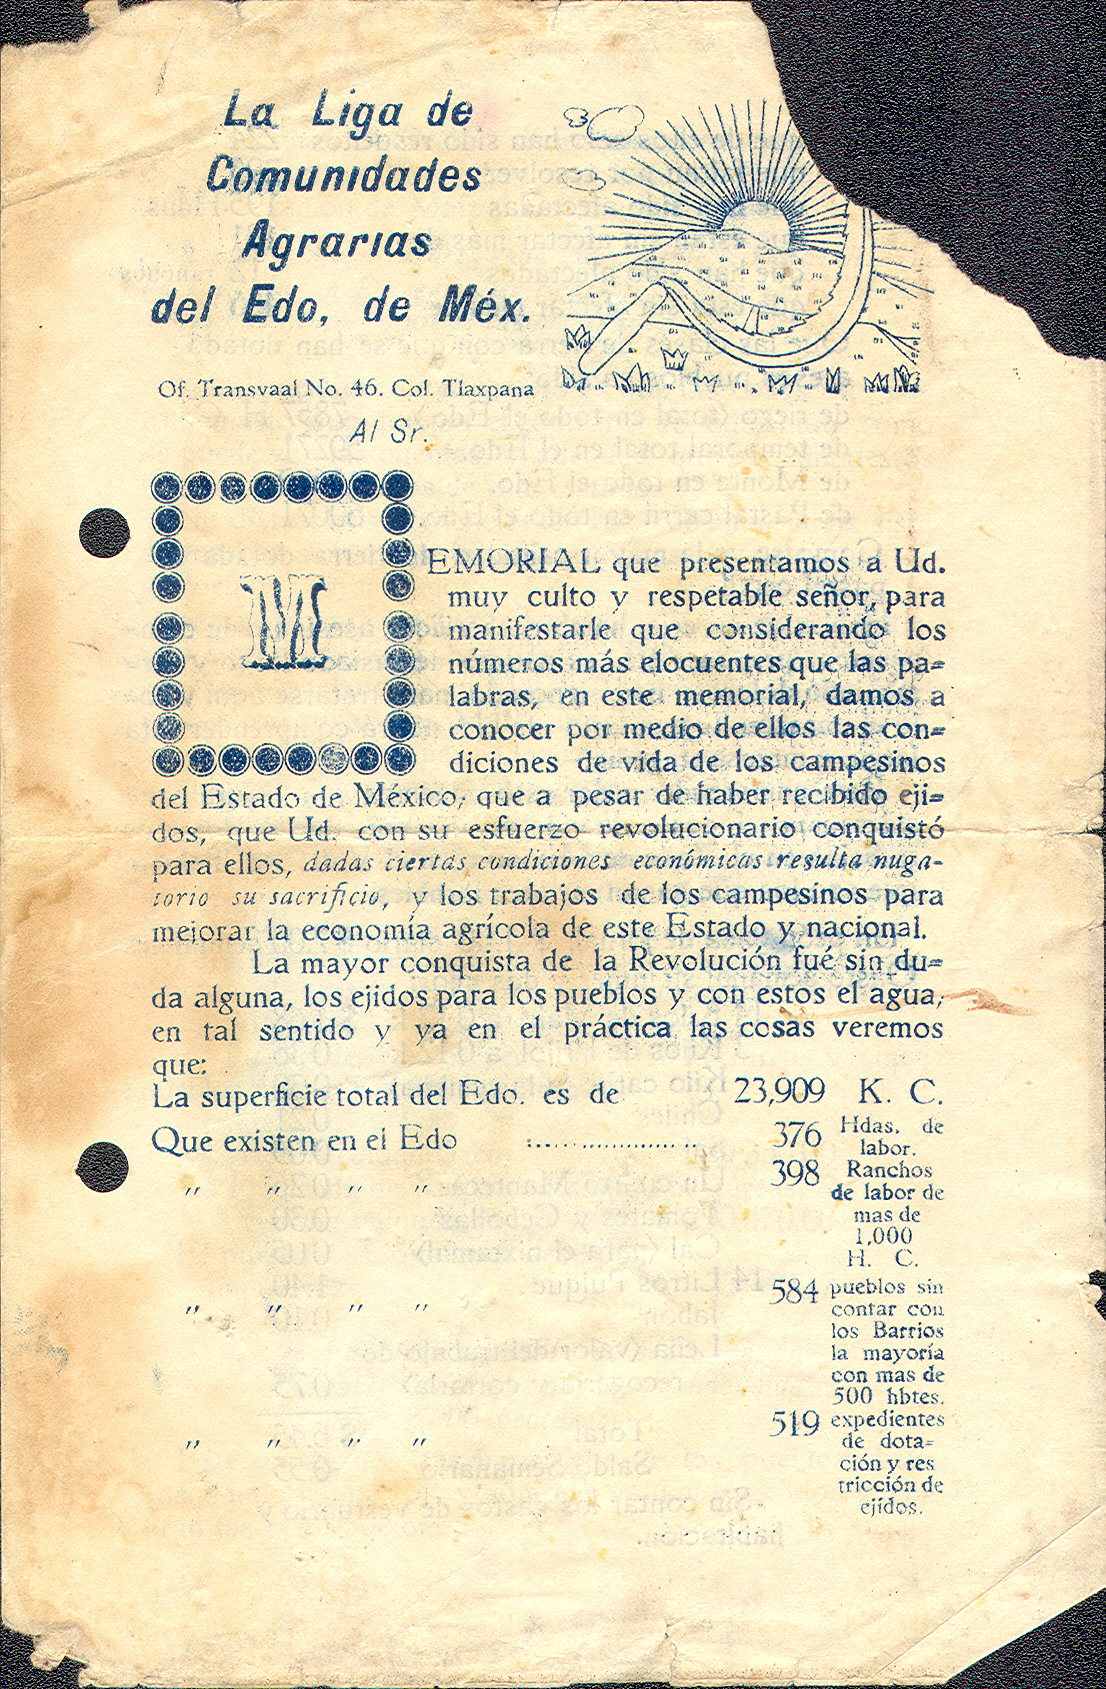 La Liga de
Comunidades
Agrarias
del Edo, de Méx.
Of. Transvaal No. 46. Col. Tlaxpana
Al Sr.
MEMORIAL que presentamos a Ud.
muy culto y respetable señor, para
manifestarle que considerando los
números más elocuentes que las pa=
labras, en este memorial, damos a
conocer por medio de ellos las con=
diciones de vida de los campesinos
del Estado de México, que a pesar de haber recibido eji=
dos, que Ud. con su esfuerzo revolucionario conquistó
para ellos, dadas ciertas condiciones económicas resulta nuga-
torio su sacrificio, y los trabajos de los campesinos para
mejorar la economía agrícola de este Estado y nacional.
La mayor conquista de la Revolución fué sin du=
da alguna, los ejidos para los pueblos y con estos el agua,
en tal sentido y ya en el práctica las cosas veremos
que:
La superficie total del Edo. es de 23,909 K. C.
Que existen en el Edo :.................... 376 Hdas. de
labor.
" " " " 398 Ranchos
de labor de
mas de
1,000
H. C.
" " " " 584 pueblos sin
contar con
los Barrios
la mayoría
con mas de
500 hbtes.
" " " " 519 expedientes
de dota=
ción y res
tricción de
ejidos.